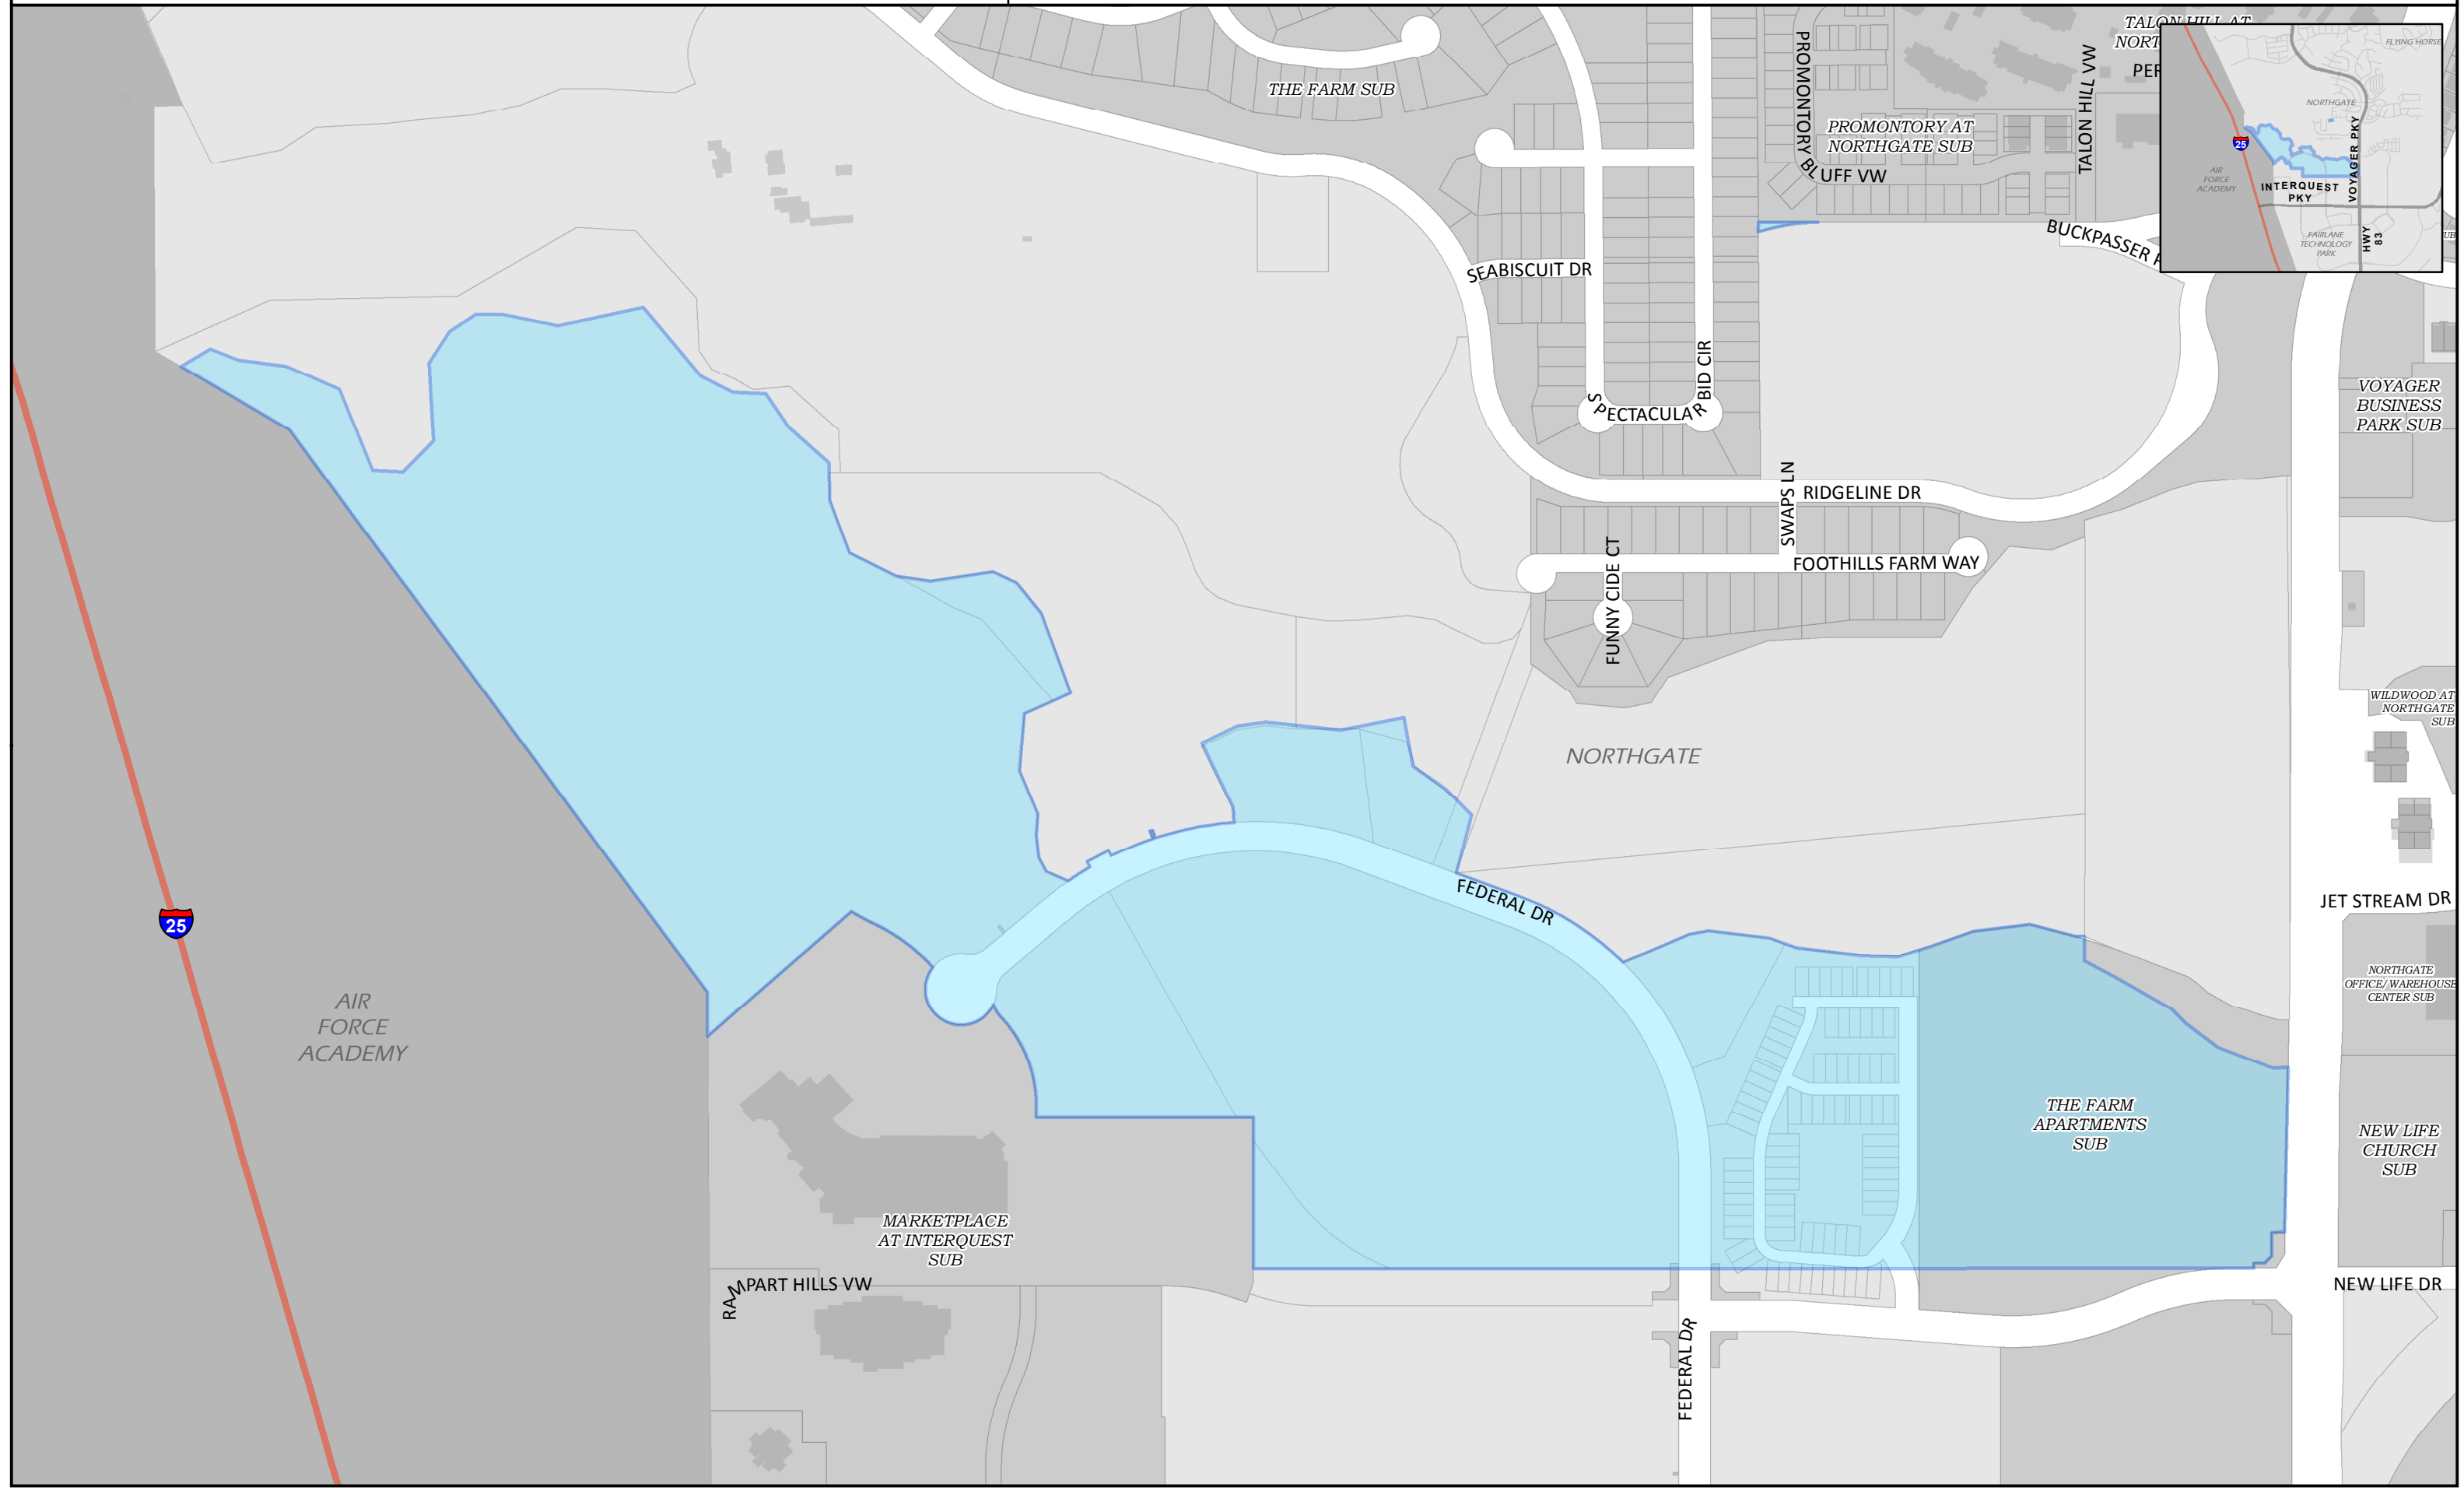 TALON HILL AT
NORT
PER
THE FARM SUB
PROMONTORY BLUFF VW
PROMONTORY AT
NORTHGATE SUB
TALON HILL VW
FLYING HORSE
NORTHGATE
25
AIR
FORCE
ACADEMY
INTERQUEST
PKY
VOYAGER PKY
HWY
83
FAIRLANE
TECHNOLOGY
PARK
UB
BUCKPASSER
SEABISCUIT DR
SPECTACULAR BID CIR
VOYAGER
BUSINESS
PARK SUB
SWAPS LN
RIDGELINE DR
FUNNY CIDE CT
FOOTHILLS FARM WAY
WILDWOOD AT
NORTHGATE
SUB
NORTHGATE
FEDERAL DR
JET STREAM DR
25
AIR
FORCE
ACADEMY
NORTHGATE
OFFICE/WAREHOUSE
CENTER SUB
THE FARM
APARTMENTS
SUB
NEW LIFE
CHURCH
SUB
MARKETPLACE
AT INTERQUEST
SUB
RAMPART HILLS VW
NEW LIFE DR
FEDERAL DR